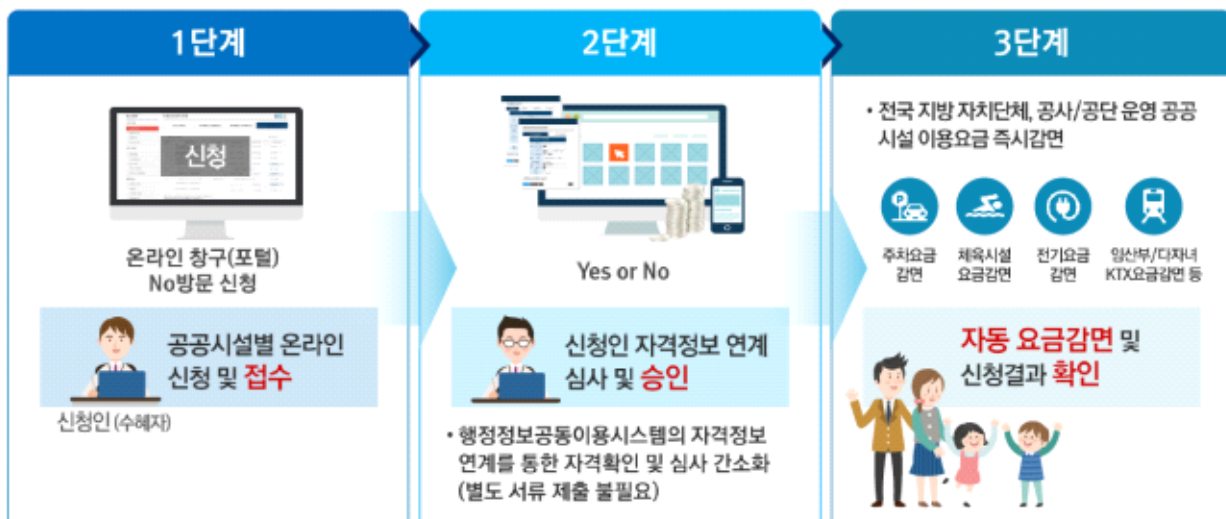 1단계
신청
온라인 창구(포털)
No방문 신청
공공시설별 온라인
신청 및 접수
신청인 (수혜자)
2단계
Yes or No
신청인 자격정보 연계
심사 및 승인
• 행정정보공동이용시스템의 자격정보
연계를 통한 자격확인 및 심사 간소화
(별도 서류 제출 불필요)
3단계
• 전국 지방 자치단체, 공사/공단 운영 공공
시설 이용요금 즉시감면
P
주차요금
감면
체육시설
요금감면
전기요금
감면
임산부/다자녀
KTX요금감면 등
자동 요금감면 및
신청결과 확인